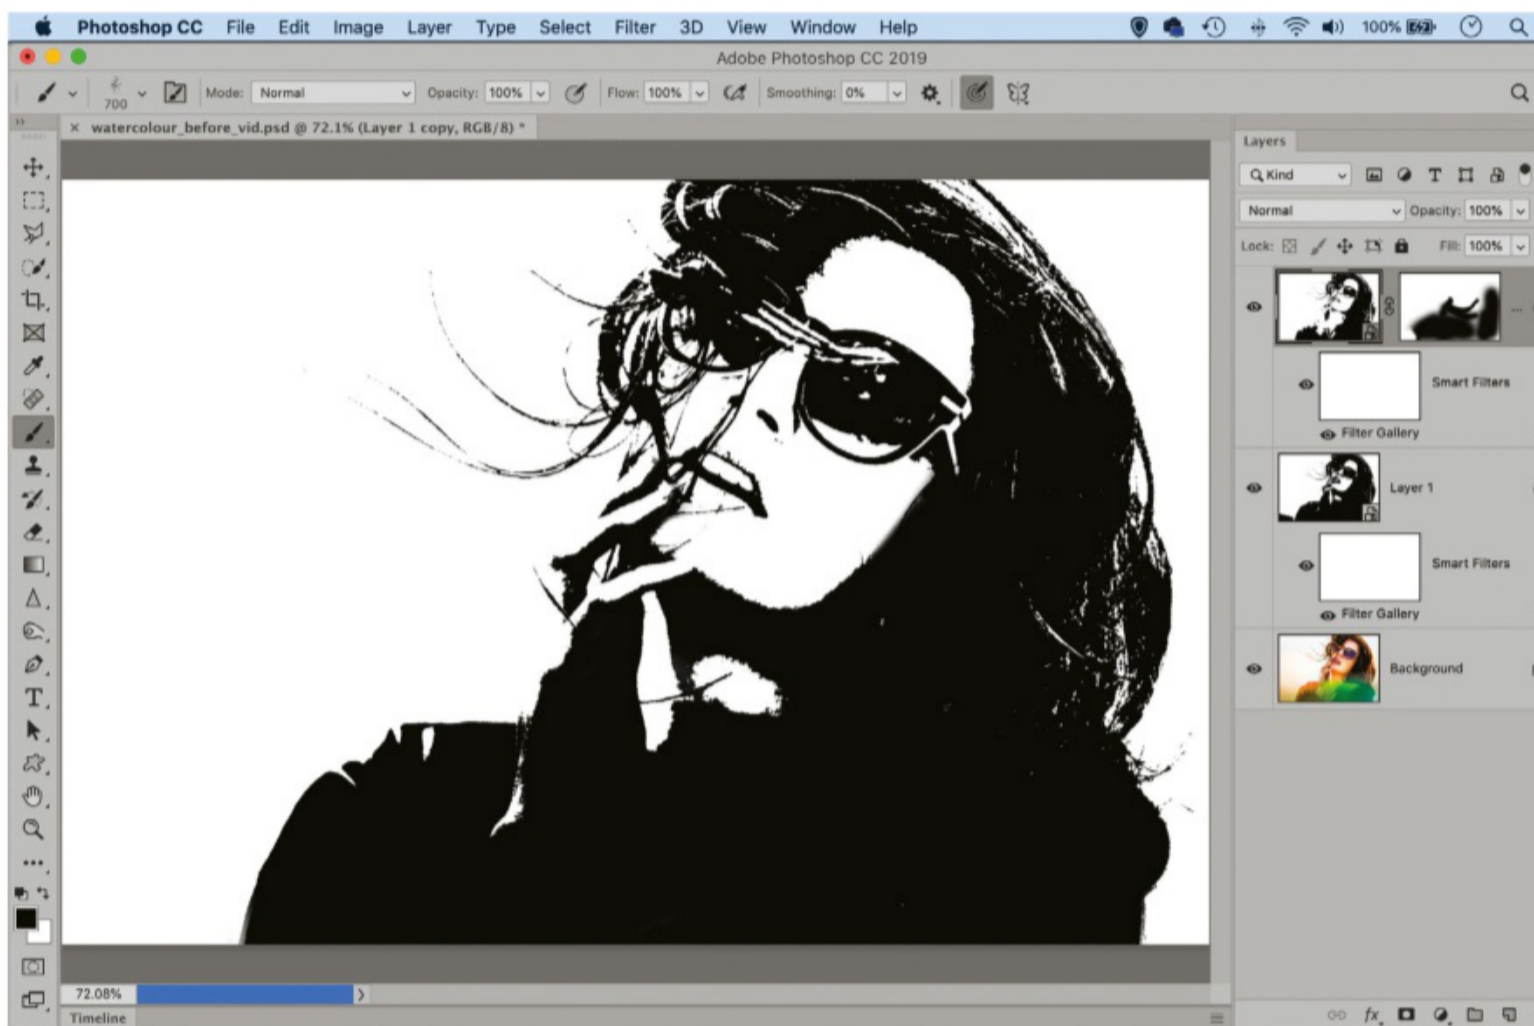 Photoshop CC File Edit Image Layer Type Select Filter 3D View Window Help 100%
Adobe Photoshop CC 2019
700 Mode: Normal Opacity: 100% Flow: 100% Smoothing: 0%
× watercolour_before_vid.psd @ 72.1% (Layer 1 copy, RGB/8) *
Layers
Kind
Normal Opacity: 100%
Lock: Fill: 100%
Smart Filters
Filter Gallery
Layer 1
Smart Filters
Filter Gallery
Background
72.08%
Timeline